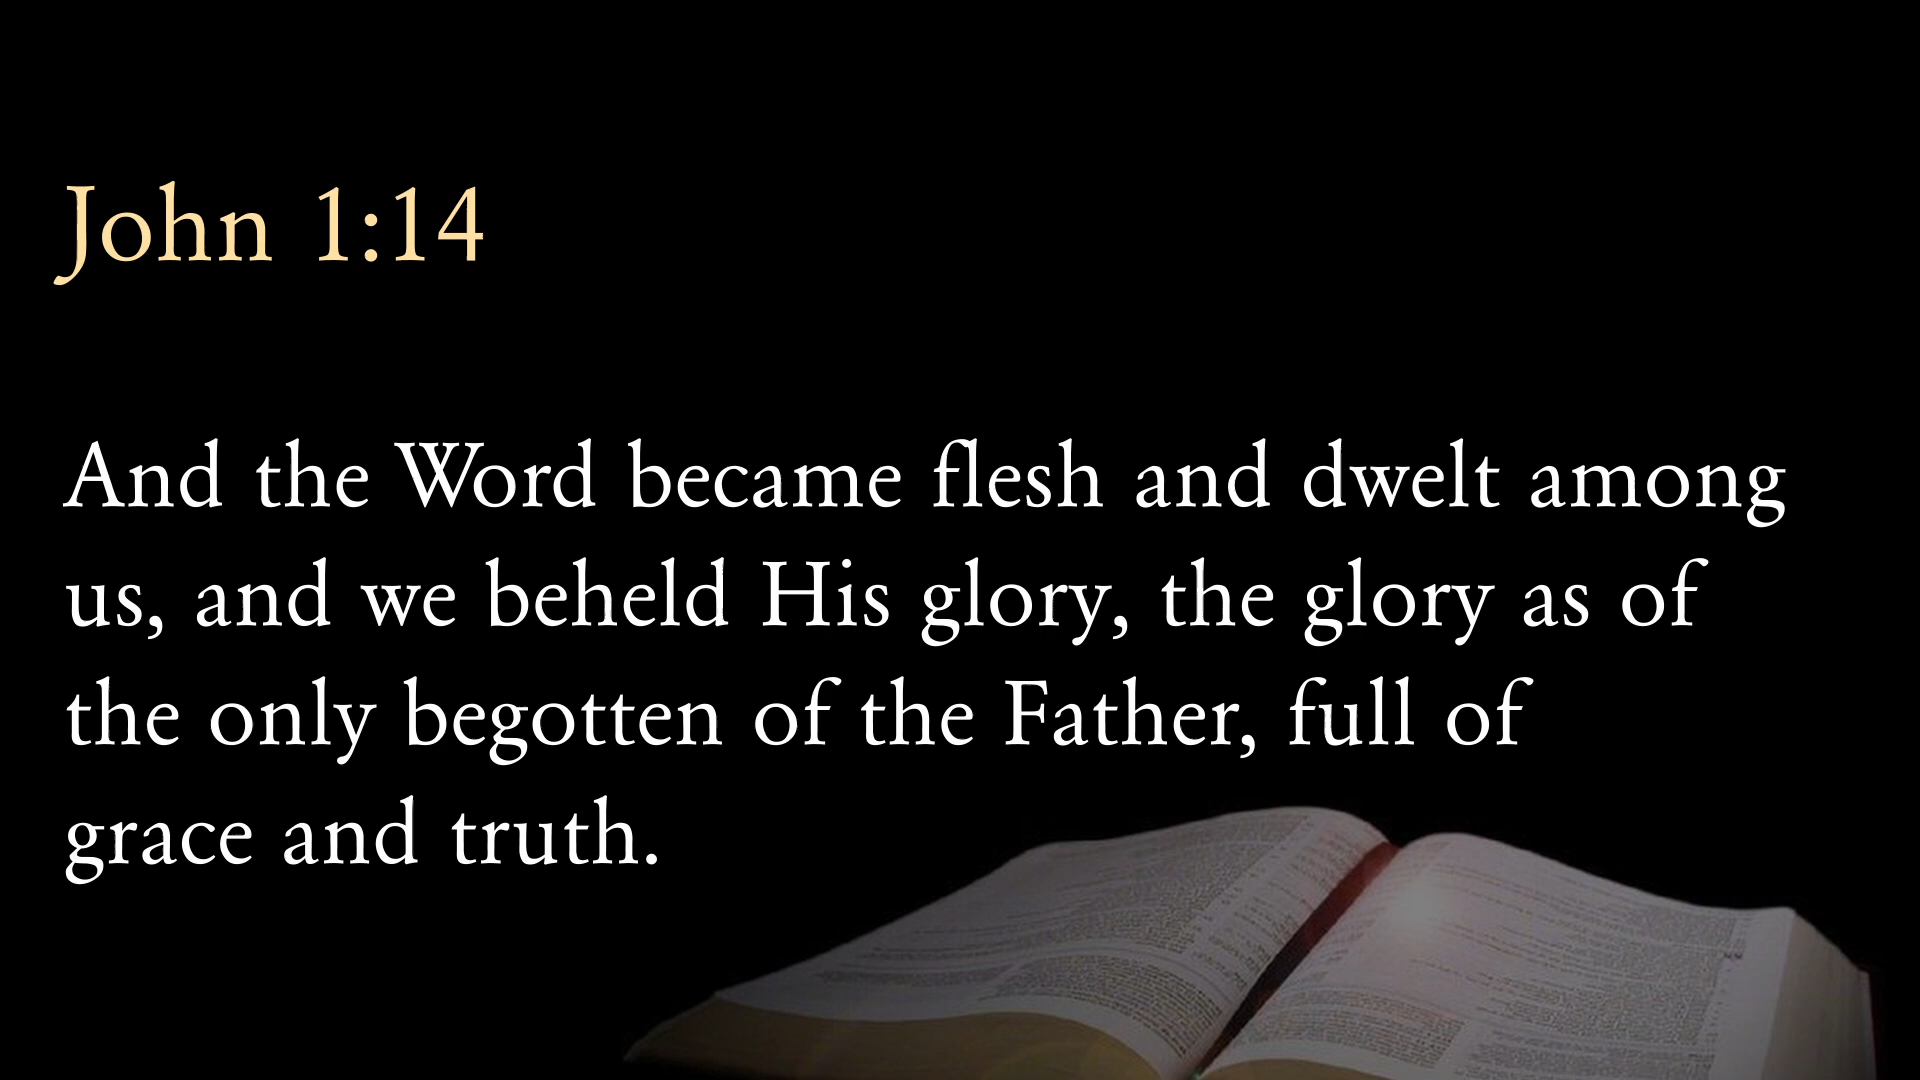 John 1:14
And the Word became flesh and dwelt among
us, and we beheld His glory, the glory as of
the only begotten of the Father, full of
grace and truth.